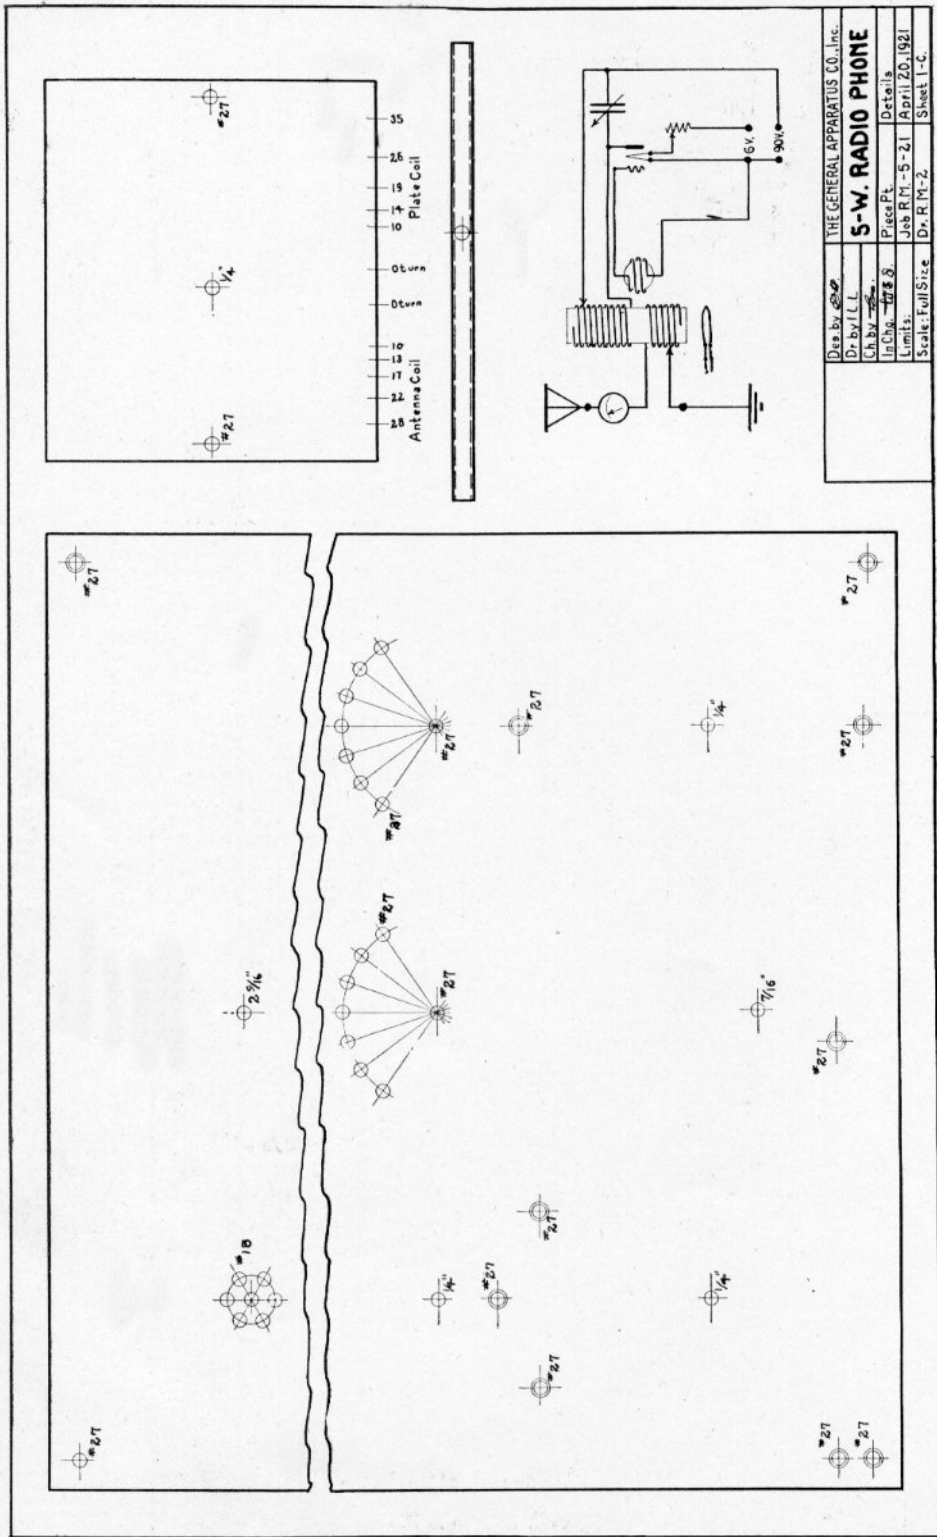 THE GENERAL APPARATUS CO., Inc.
5-W. RADIO PHONE
Des. by
Dr. by I L L
Ch. by
In Chg.
Limits:
Scale: Full Size
Piece Pt. Details
Job R.M.-5-21 April 20, 1921
Dr. R.M-2 Sheet 1-C.
#27
1/4"
#27
28
22
17
13
10
0 turn
0 turn
10
14
19
26
35
Antenna Coil
Plate Coil
6V.
90V.
#27
#27
2 9/16"
#18
#27
#27
#27
#27
#27
1/4"
#27
#27
#27
#27
7/16"
#27
1/4"
#27
#27
#27
1/4"
#27
#27